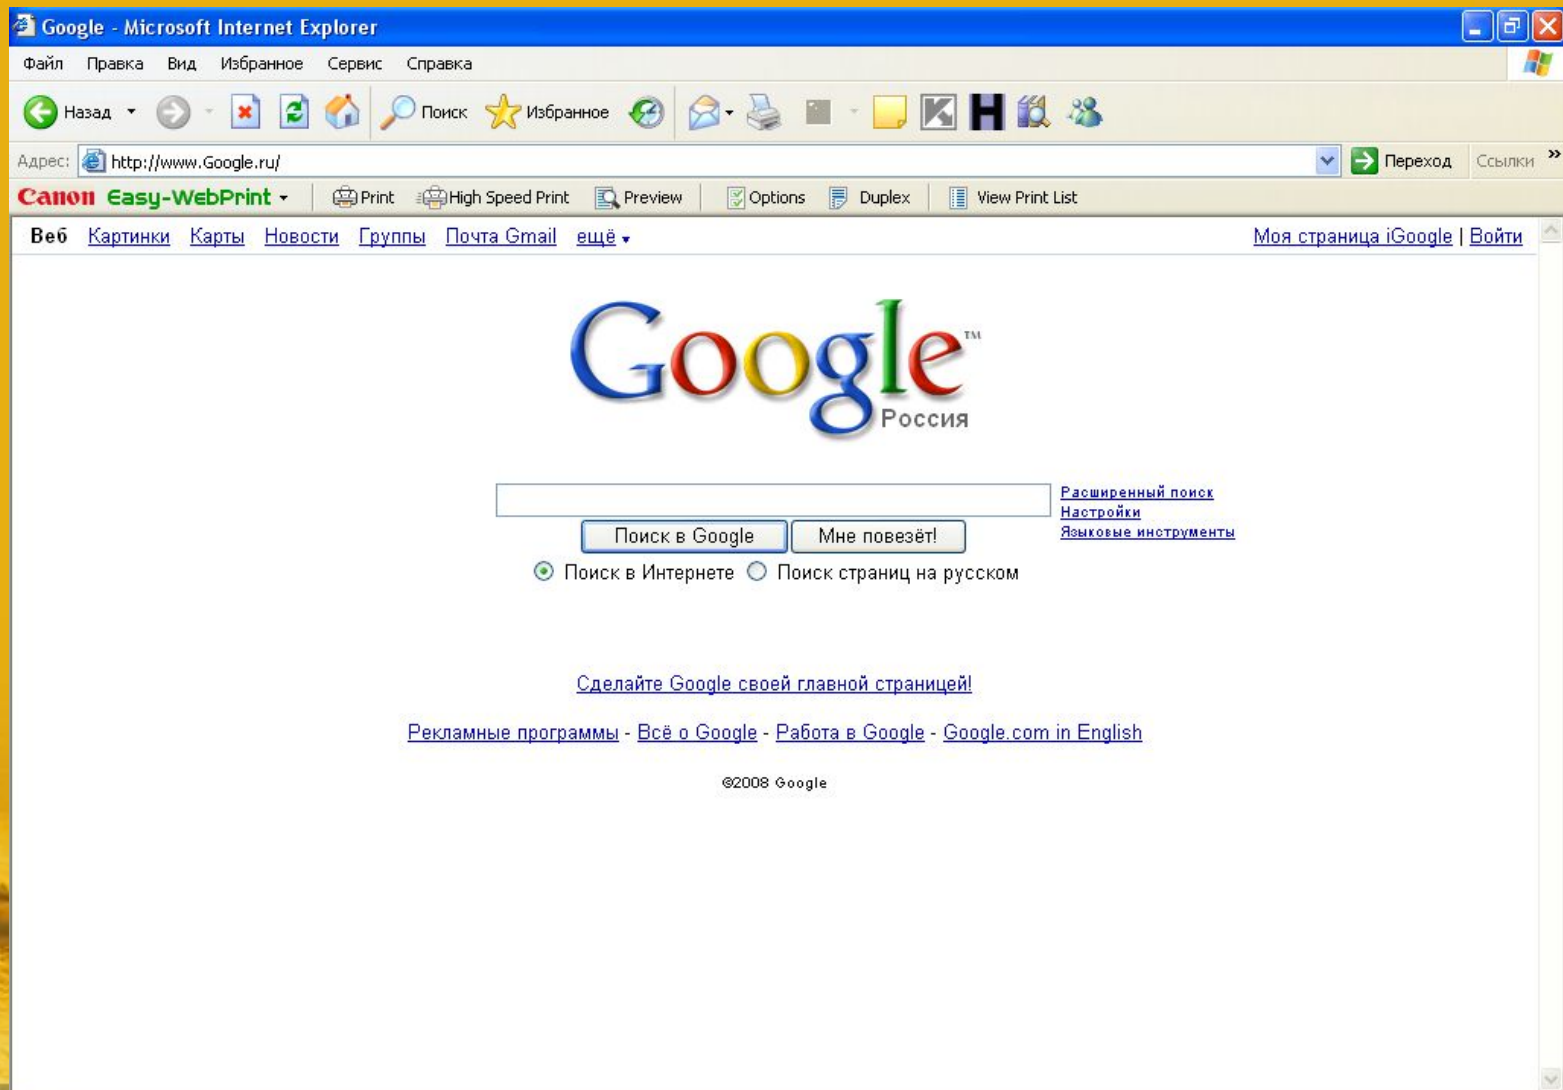 Google - Microsoft Internet Explorer
Файл Правка Вид Избранное Сервис Справка
Назад Поиск Избранное
Адрес: http://www.Google.ru/ Переход Ссылки »
Canon Easy-WebPrint Print High Speed Print Preview Options Duplex View Print List
Веб Картинки Карты Новости Группы Почта Gmail ещё Моя страница iGoogle | Войти
Google™
Россия
Расширенный поиск
Настройки
Языковые инструменты
Поиск в Google Мне повезёт!
Поиск в Интернете Поиск страниц на русском
Сделайте Google своей главной страницей!
Рекламные программы - Всё о Google - Работа в Google - Google.com in English
©2008 Google